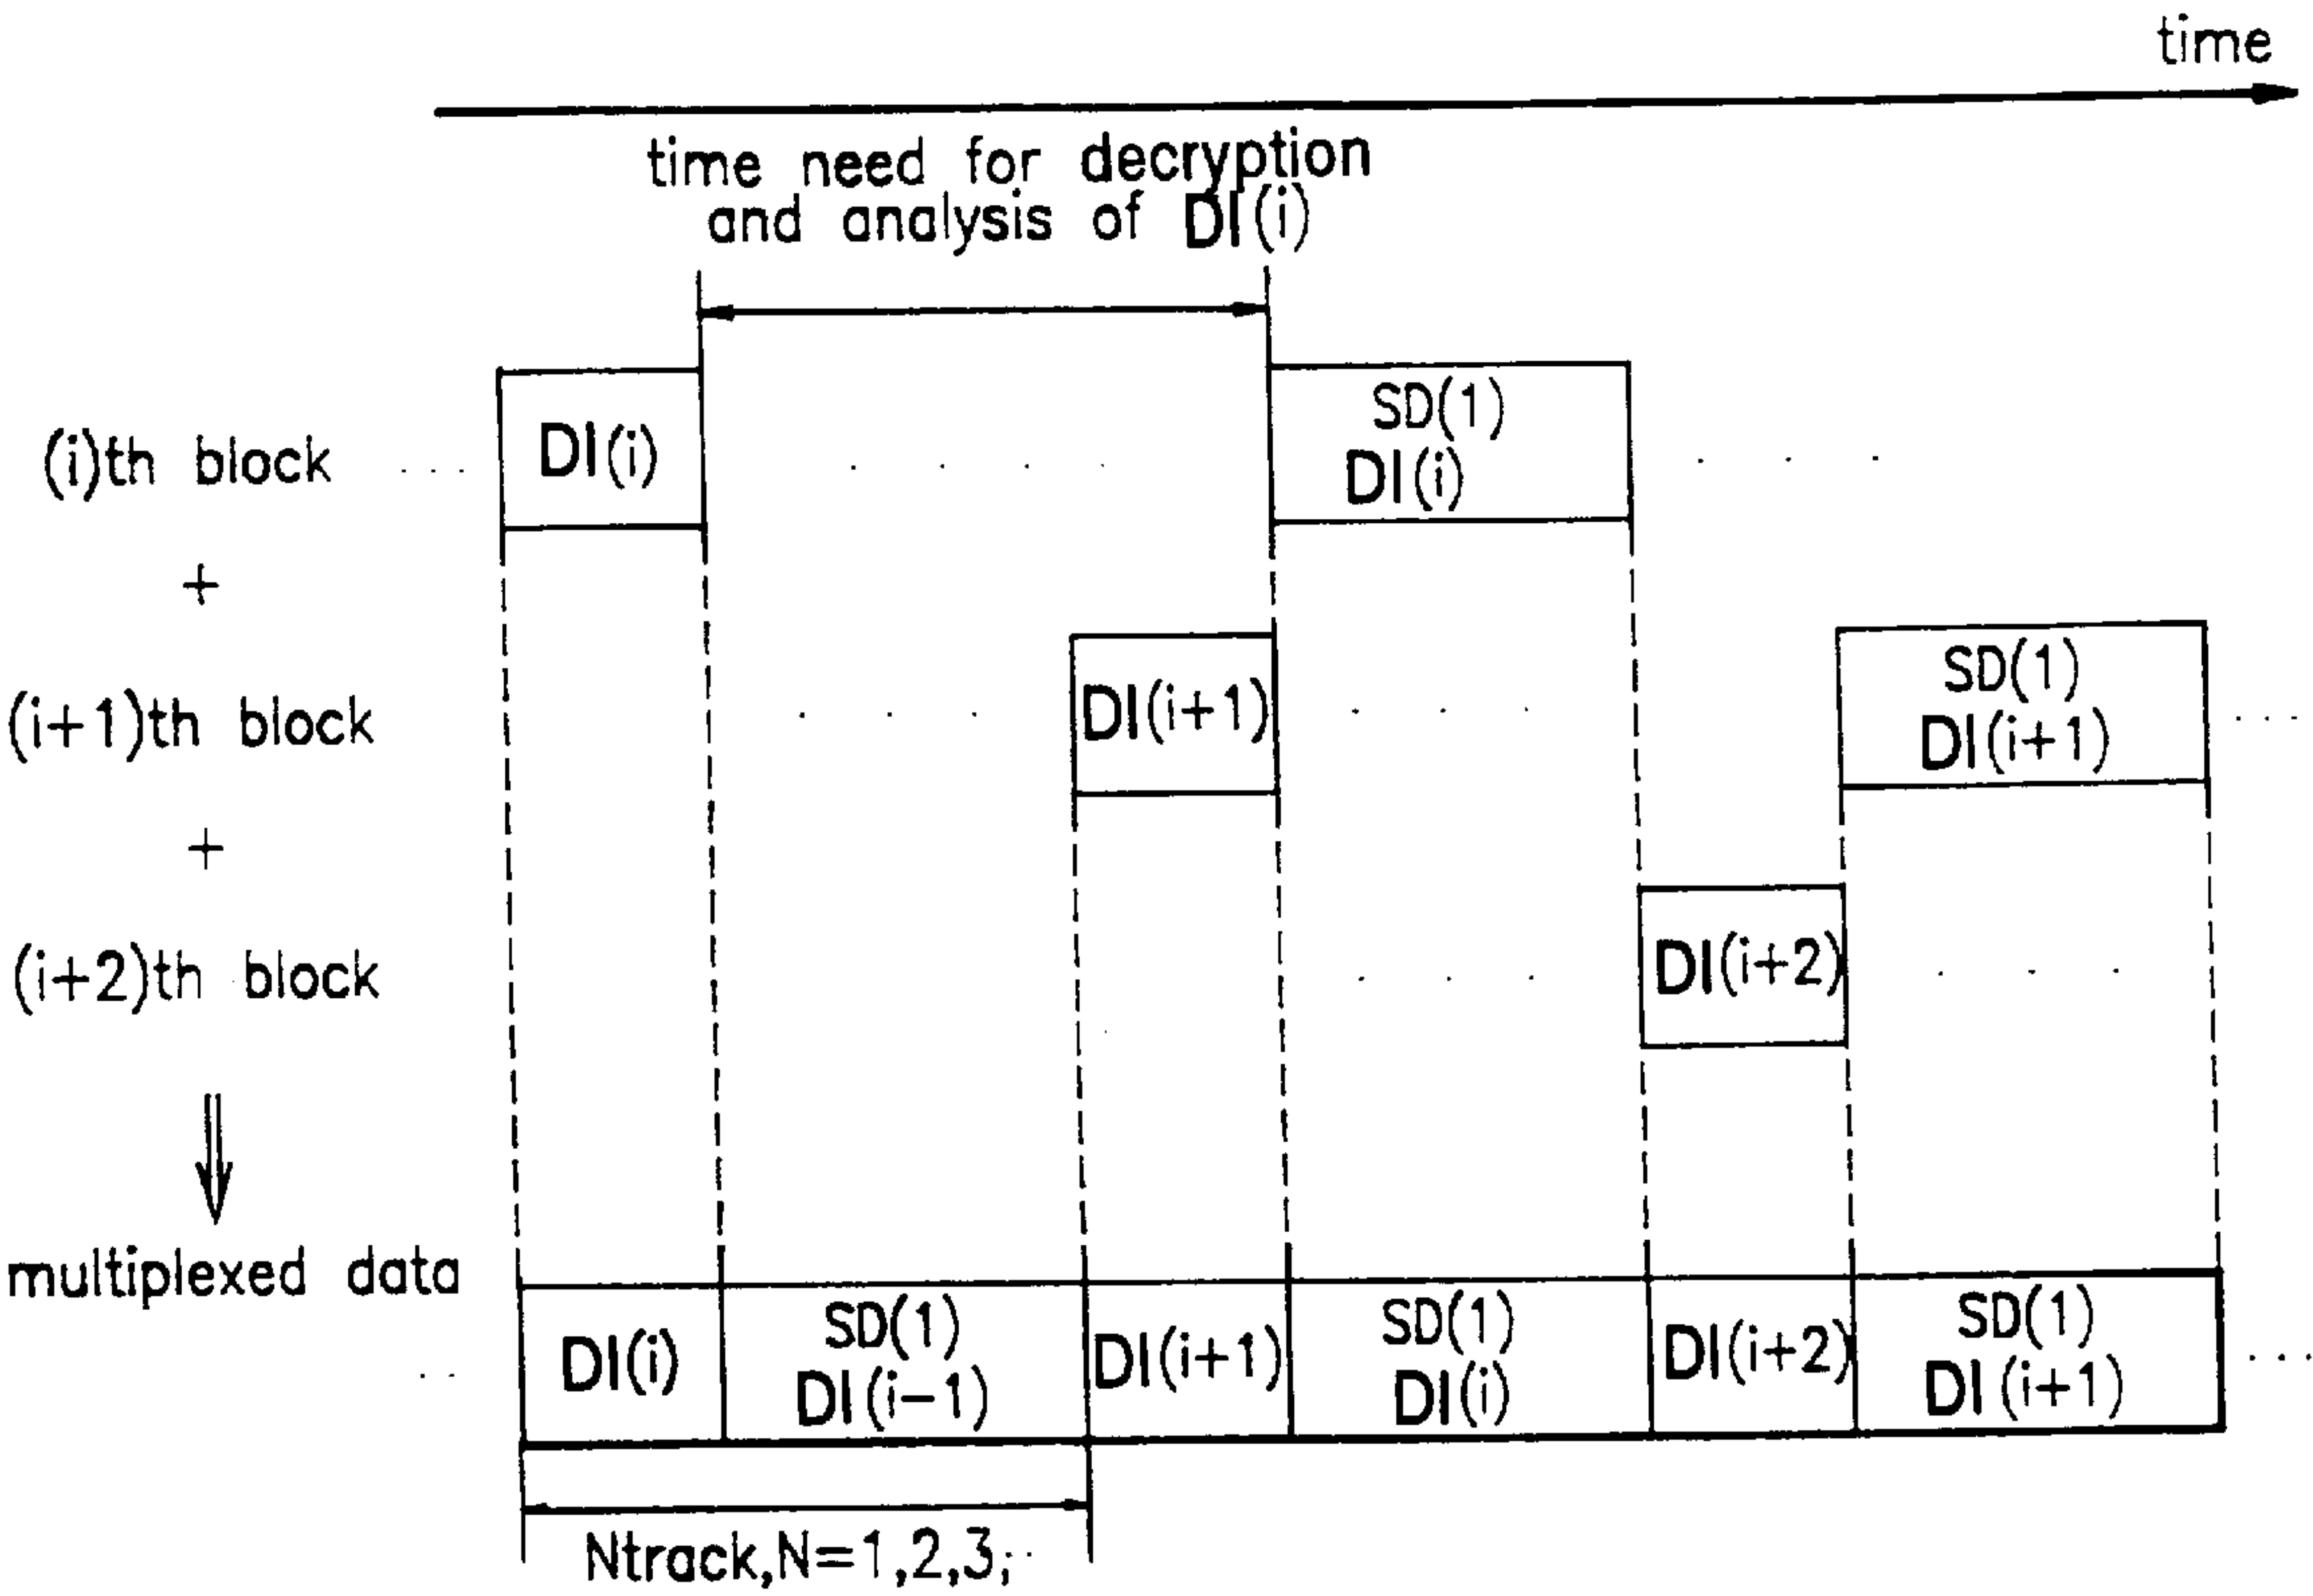 time
time need for decryption
and analysis of DI(i)
(i)th block ... DI(i) . . . . SD(1) . . .
DI(i)
+
(i+1)th block . . . DI(i+1) . . . SD(1) ...
DI(i+1)
+
(i+2)th block . . . DI(i+2) . . .
multiplexed data
... DI(i) SD(1) DI(i+1) SD(1) DI(i+2) SD(1) ...
DI(i-1) DI(i) DI(i+1)
Ntrack,N=1,2,3,..